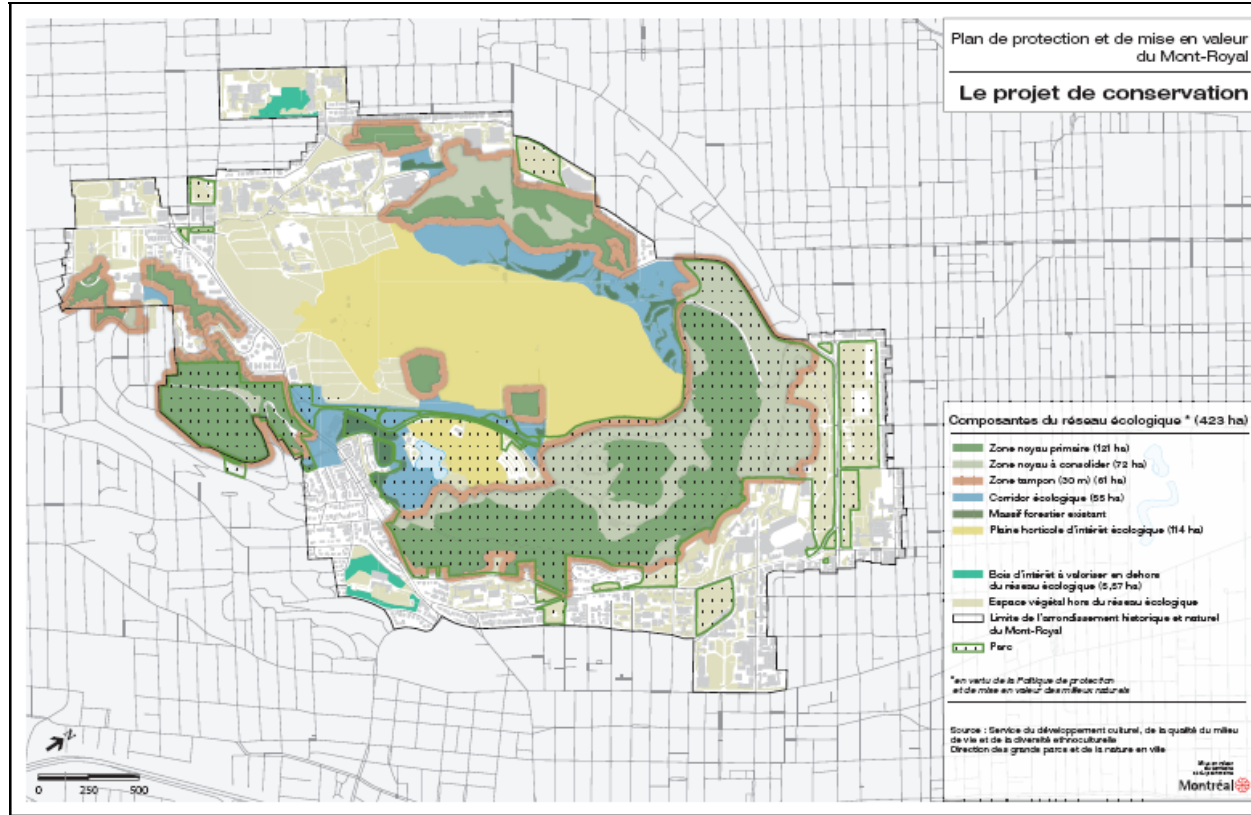 Plan de protection et de mise en valeur
du Mont-Royal
Le projet de conservation
Composantes du réseau écologique * (423 ha)
Zone noyau primaire (121 ha)
Zone noyau à consolider (72 ha)
Zone tampon (30 m) (61 ha)
Corridor écologique (55 ha)
Massif forestier existant
Plaine horticole d'intérêt écologique (114 ha)
Bois d'intérêt à valoriser en dehors
du réseau écologique (5,87 ha)
Espace végétal hors du réseau écologique
Limite de l'arrondissement historique et naturel
du Mont-Royal
Parc
*en vertu de la Politique de protection
et de mise en valeur des milieux naturels
Source : Service du développement culturel, de la qualité du milieu
de vie et de la diversité ethnoculturelle
Direction des grands parcs et de la nature en ville
Montréal
N
0 250 500